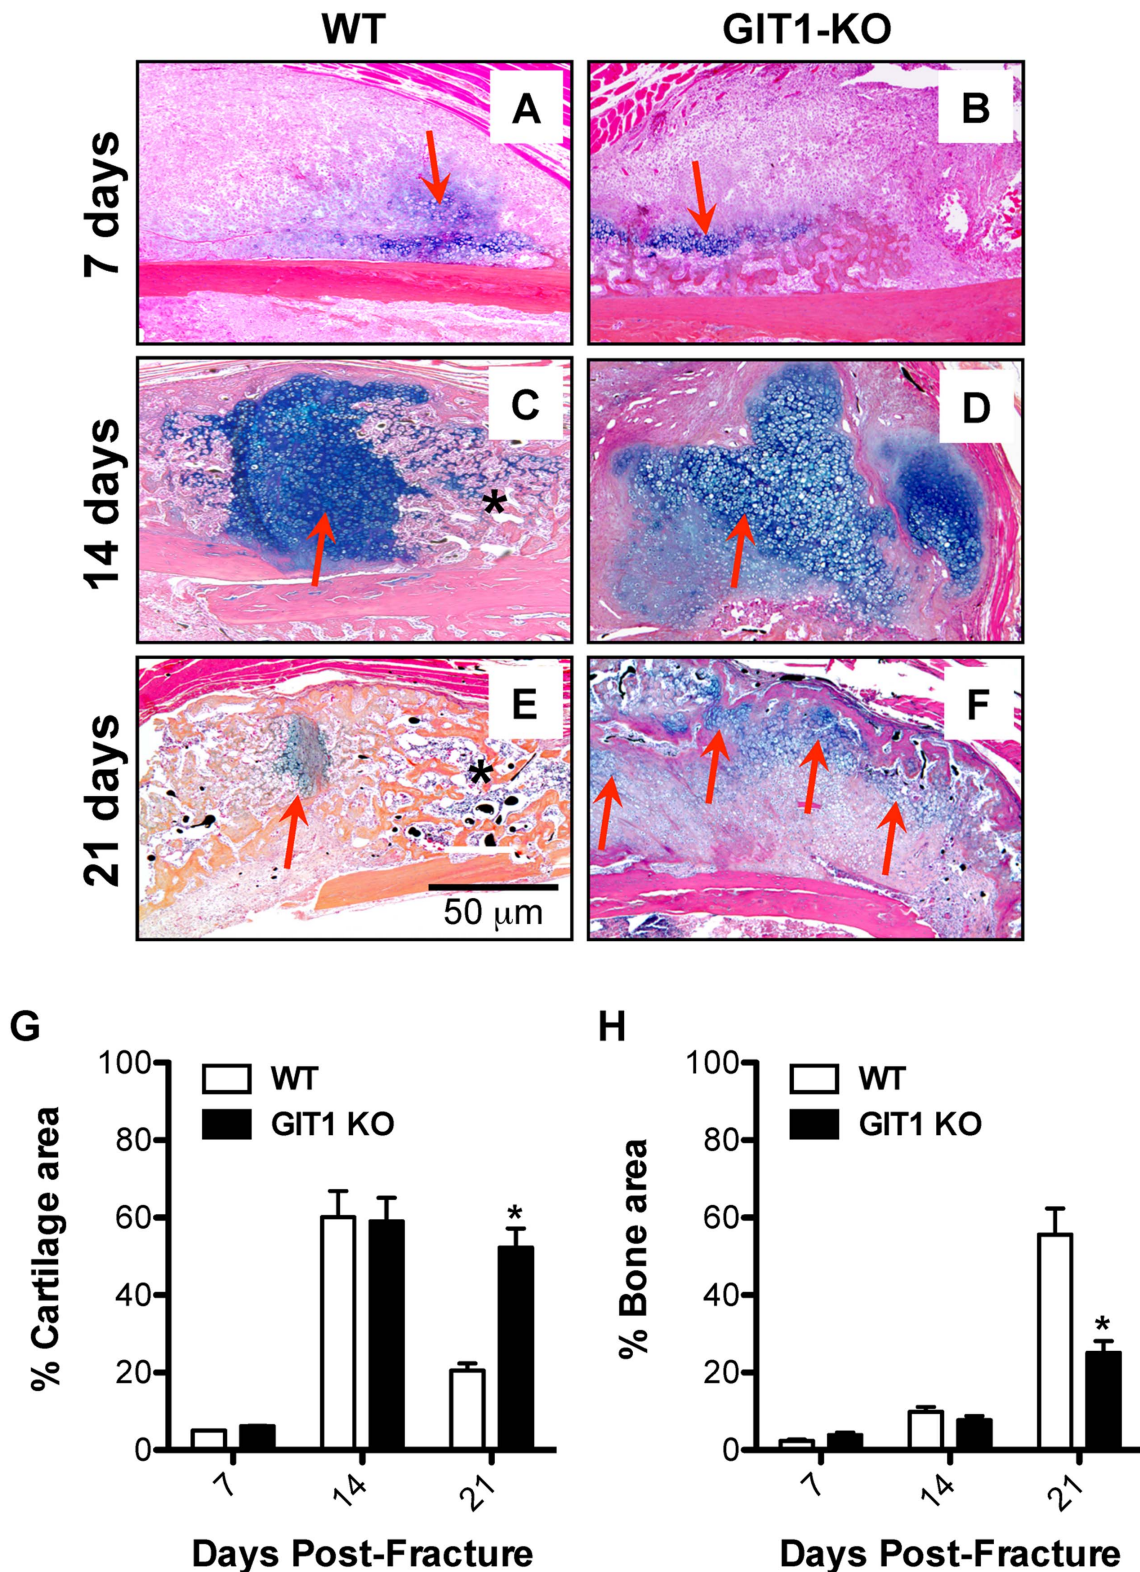 WT GIT1-KO
7 days
A
B
14 days
C
*
D
21 days
E
*
50 μm
F
G
% Cartilage area
100
80
60
40
20
0
WT
GIT1 KO
*
7 14 21
Days Post-Fracture
H
% Bone area
100
80
60
40
20
0
WT
GIT1 KO
*
7 14 21
Days Post-Fracture